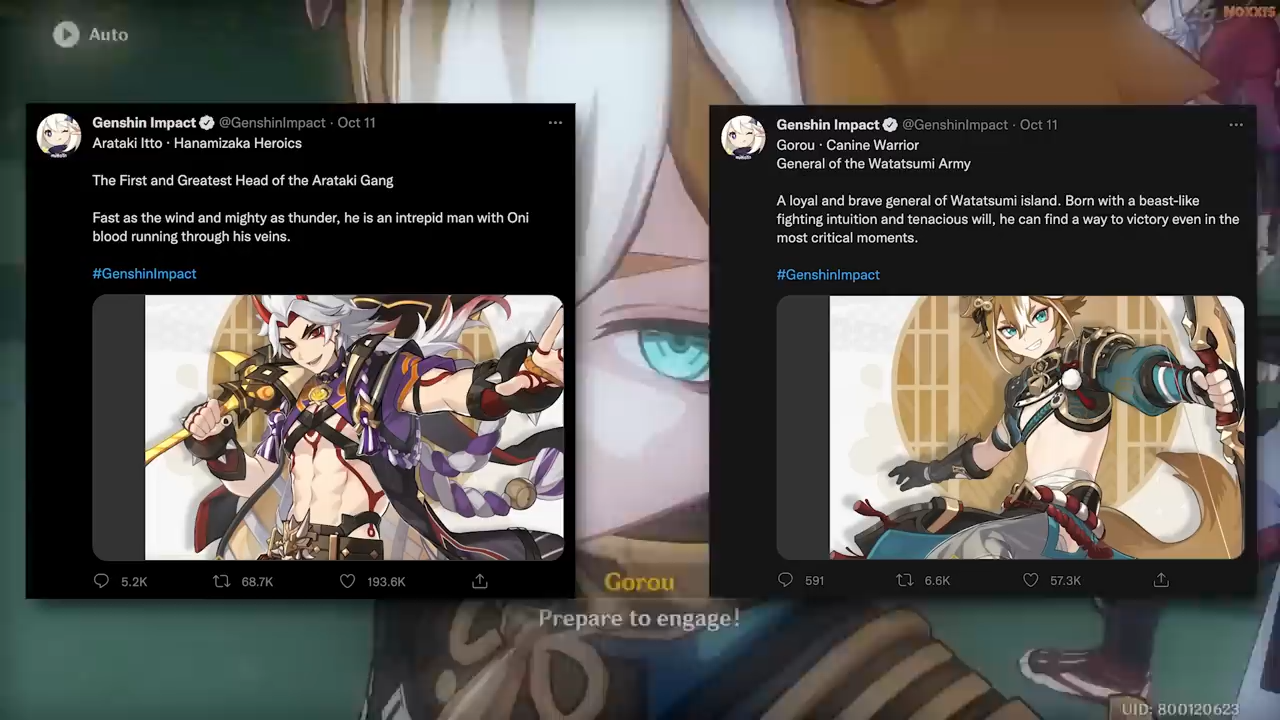 Auto
NOXXIS
Genshin Impact @GenshinImpact · Oct 11
Arataki Itto · Hanamizaka Heroics
The First and Greatest Head of the Arataki Gang
Fast as the wind and mighty as thunder, he is an intrepid man with Oni
blood running through his veins.
#GenshinImpact
5.2K 68.7K 193.6K
Genshin Impact @GenshinImpact · Oct 11
Gorou · Canine Warrior
General of the Watatsumi Army
A loyal and brave general of Watatsumi island. Born with a beast-like
fighting intuition and tenacious will, he can find a way to victory even in the
most critical moments.
#GenshinImpact
591 6.6K 57.3K
Gorou
Prepare to engage!
UID: 800120623